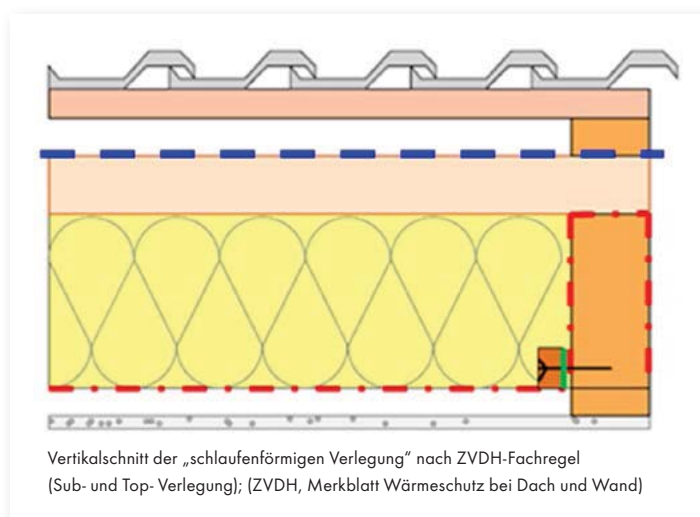 Vertikalschnitt der „schlaufenförmigen Verlegung“ nach ZVDH-Fachregel
(Sub- und Top- Verlegung); (ZVDH, Merkblatt Wärmeschutz bei Dach und Wand)